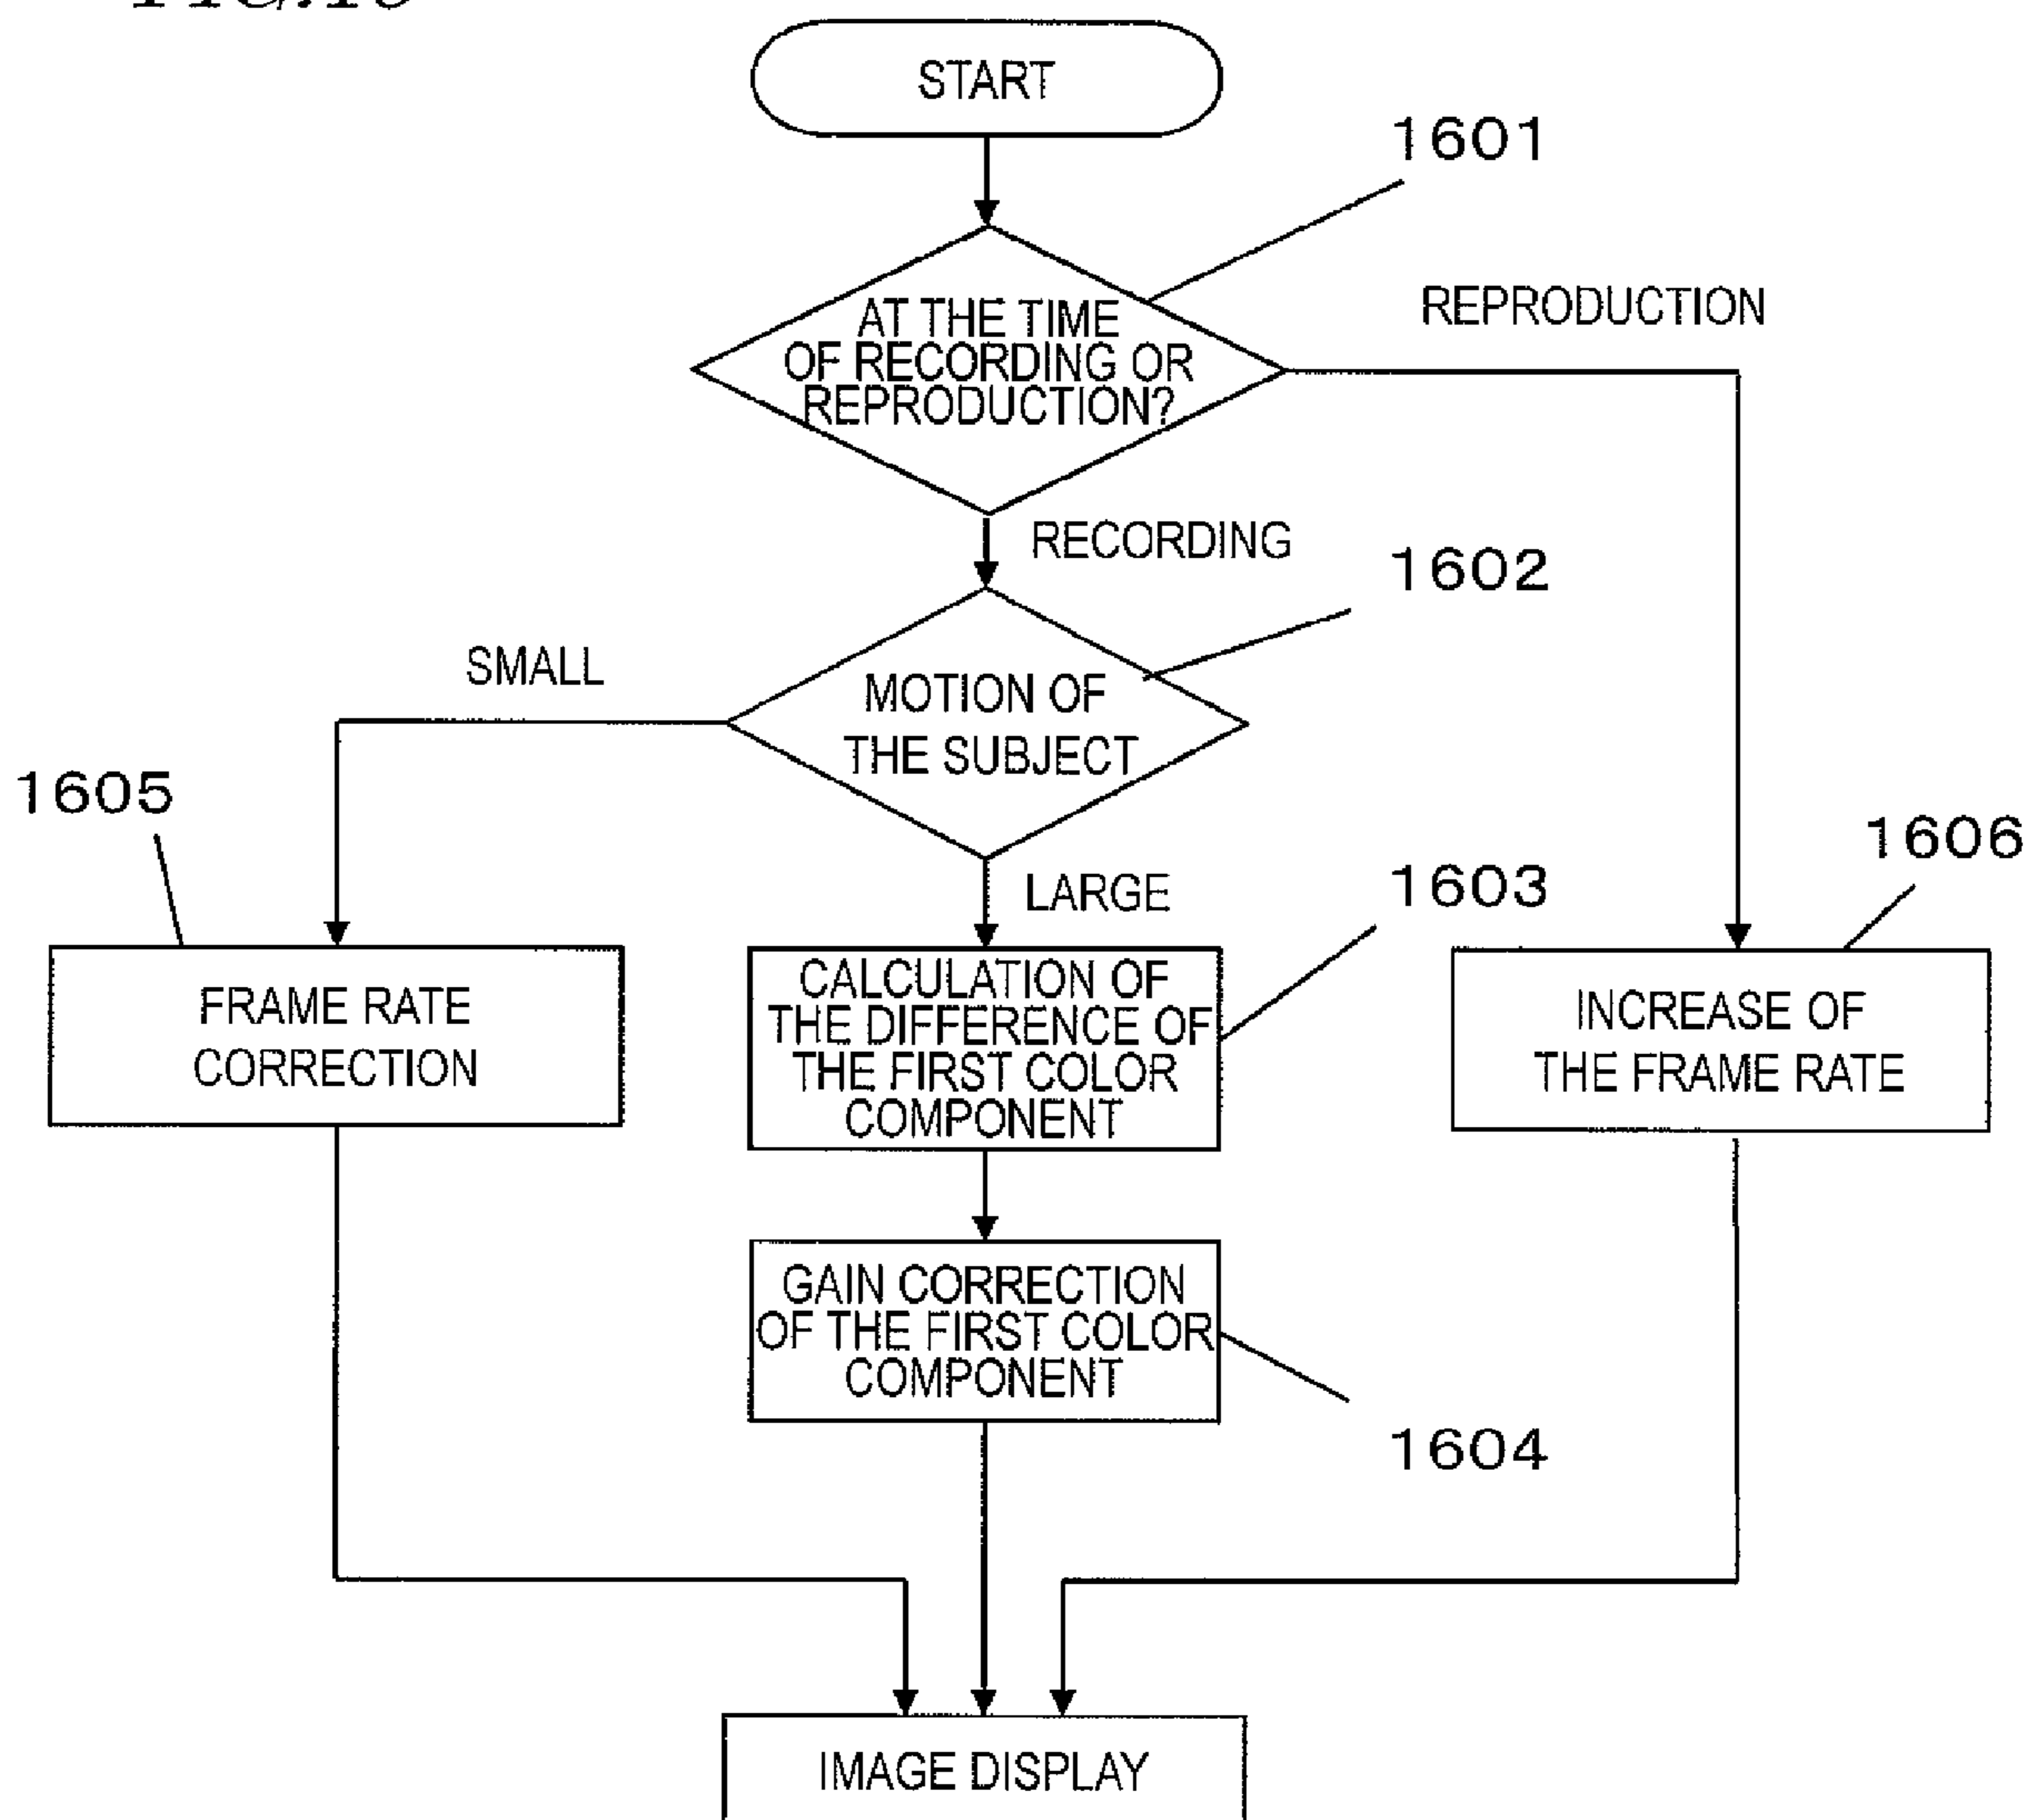 START
1601
AT THE TIME
OF RECORDING OR
REPRODUCTION?
REPRODUCTION
RECORDING
1602
SMALL
MOTION OF
THE SUBJECT
1605
LARGE
1603
1606
FRAME RATE
CORRECTION
CALCULATION OF
THE DIFFERENCE OF
THE FIRST COLOR
COMPONENT
INCREASE OF
THE FRAME RATE
GAIN CORRECTION
OF THE FIRST COLOR
COMPONENT
1604
IMAGE DISPLAY